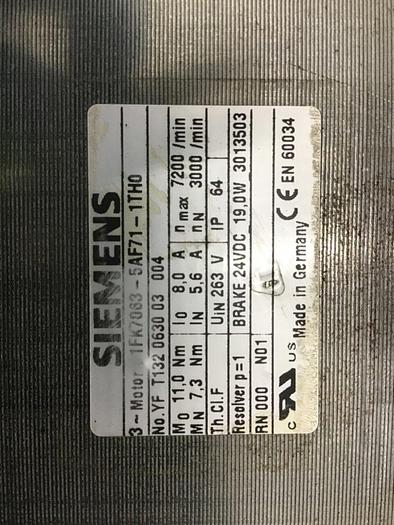 SIEMENS
3 ~ Motor 1FK7063 - 5AF71 - 1TH0
No. YF T132 0630 03 004
M0 11,0 Nm I0 8,0 A n max 7200 /min
MN 7,3 Nm IN 5,6 A n N 3000 /min
Th.Cl.F UIN 263 V IP 64
Resolver p=1 BRAKE 24VDC 19,0W 3013503
RN 000 N01
c RU US Made in Germany CE EN 60034